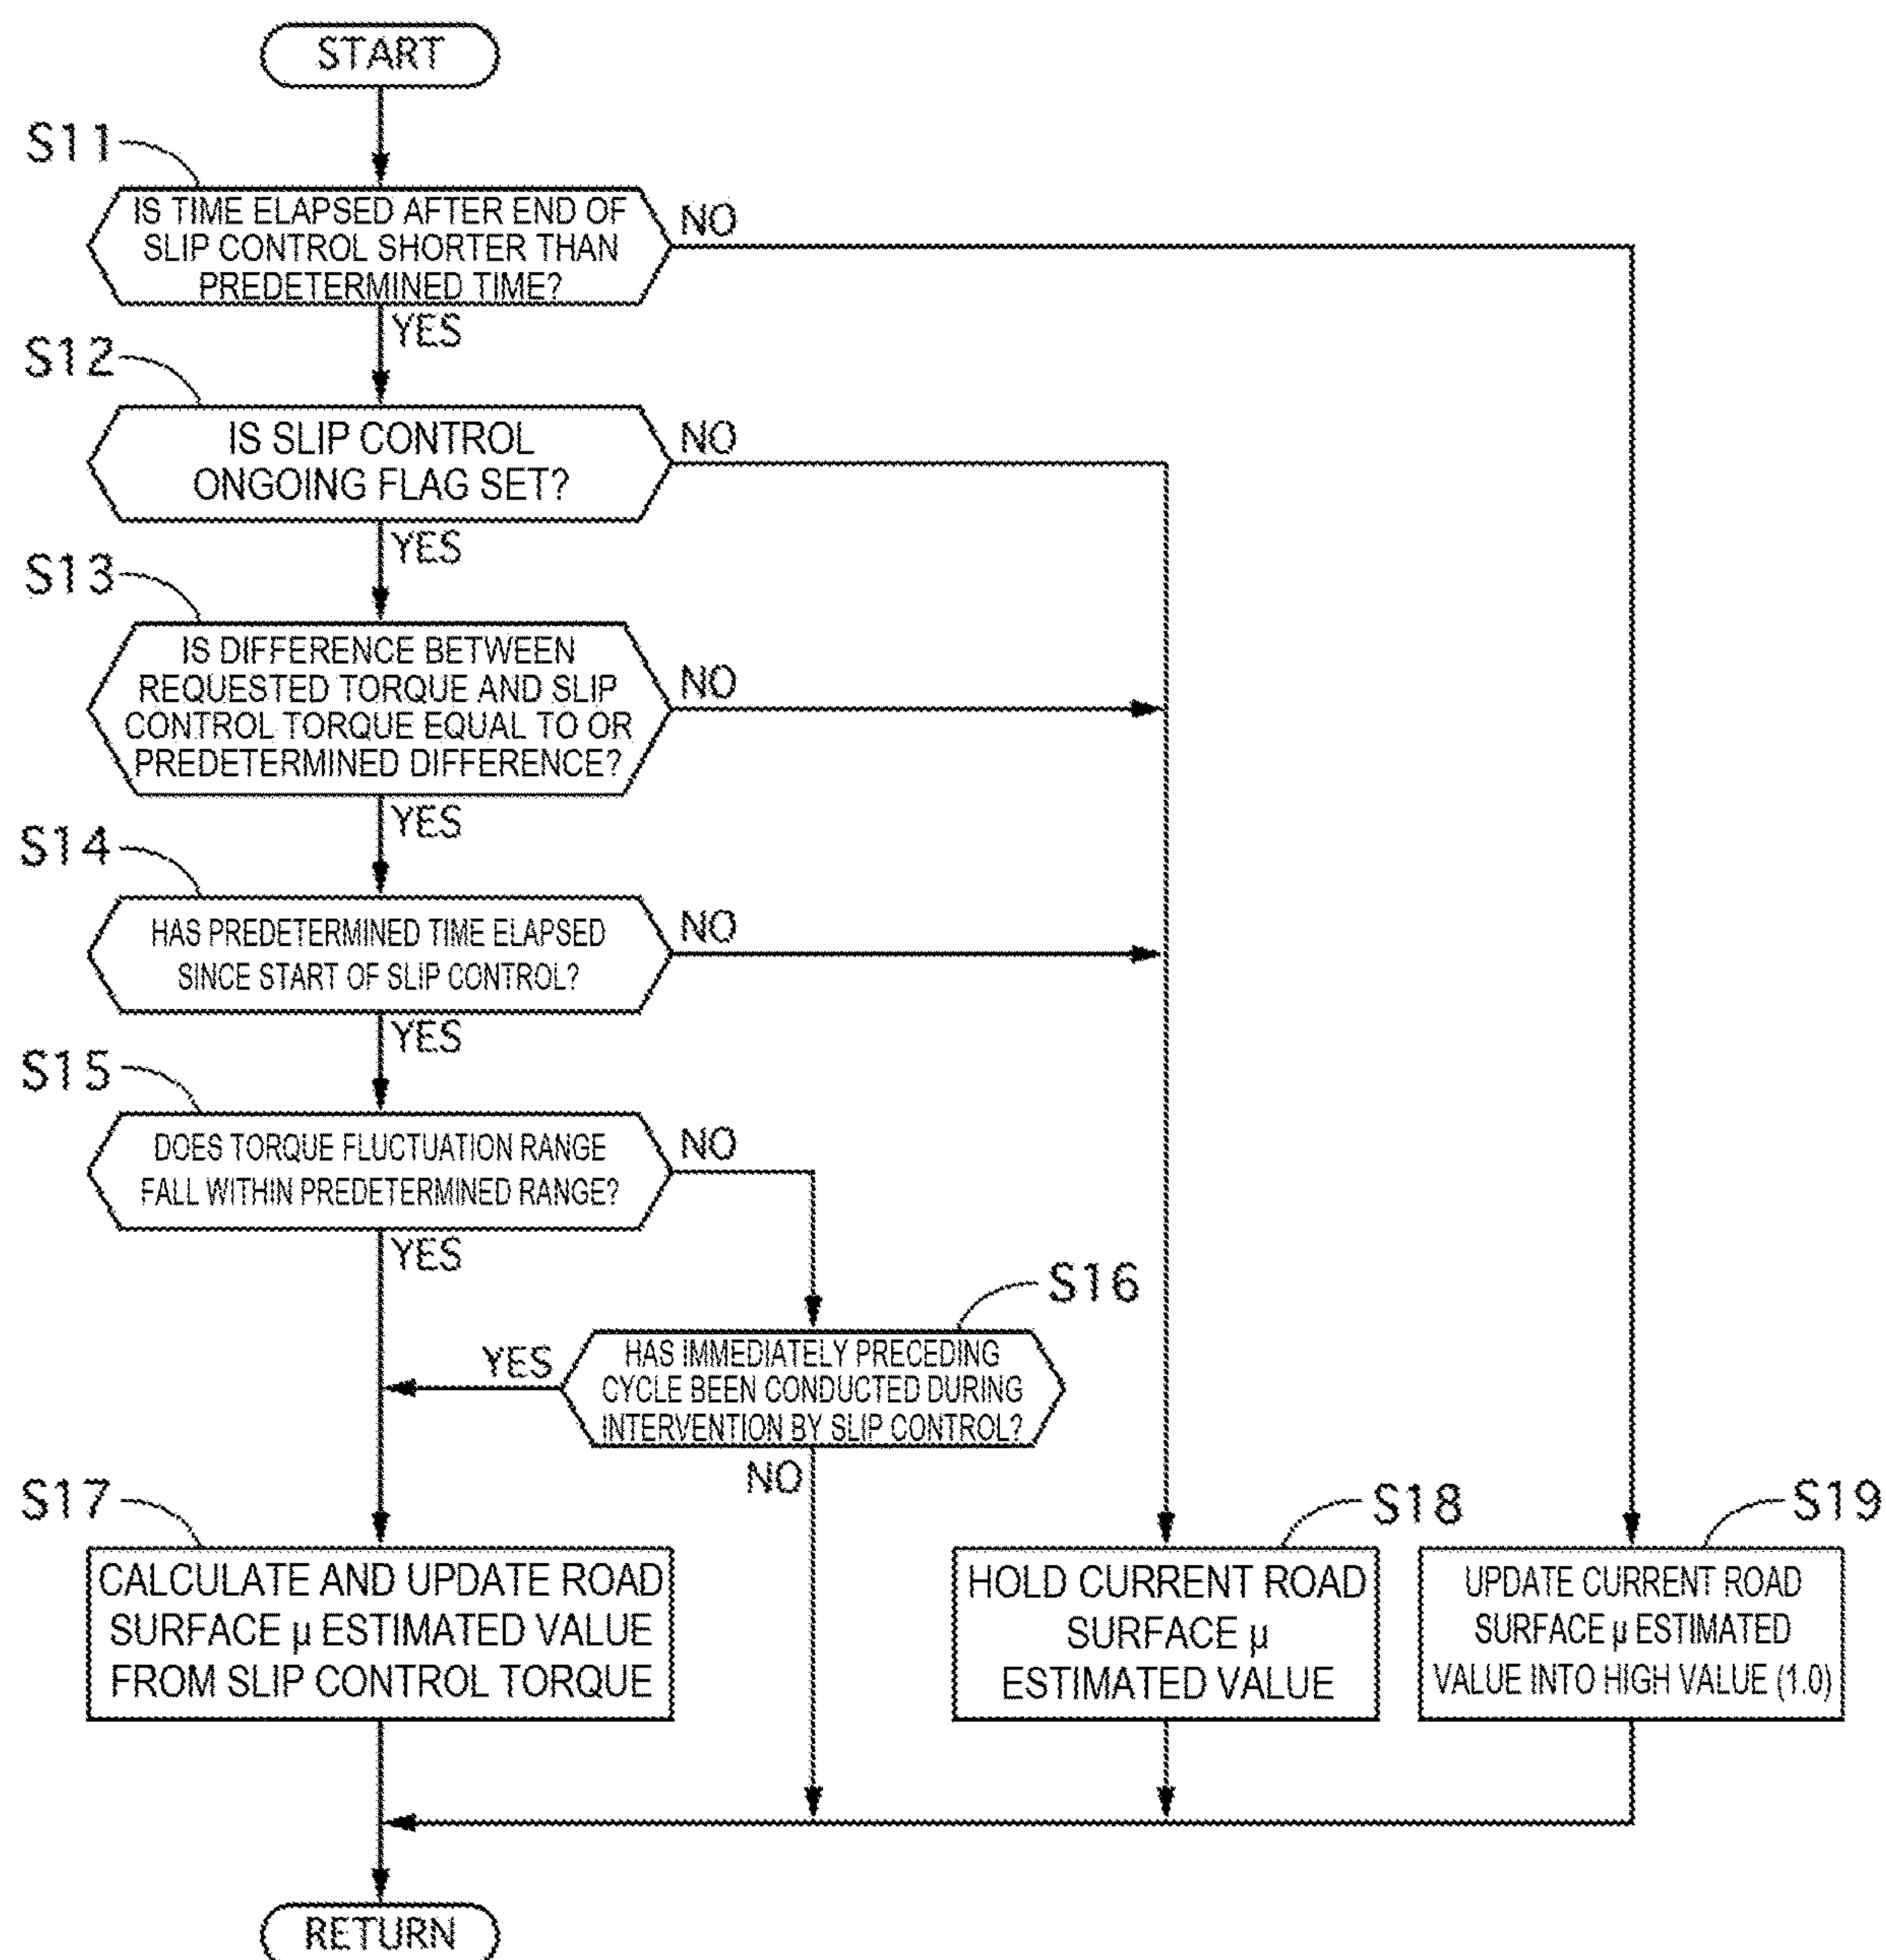 START
S11
IS TIME ELAPSED AFTER END OF
SLIP CONTROL SHORTER THAN
PREDETERMINED TIME?
NO
YES
S12
IS SLIP CONTROL
ONGOING FLAG SET?
NO
YES
S13
IS DIFFERENCE BETWEEN
REQUESTED TORQUE AND SLIP
CONTROL TORQUE EQUAL TO OR
PREDETERMINED DIFFERENCE?
NO
YES
S14
HAS PREDETERMINED TIME ELAPSED
SINCE START OF SLIP CONTROL?
NO
YES
S15
DOES TORQUE FLUCTUATION RANGE
FALL WITHIN PREDETERMINED RANGE?
NO
YES
S16
HAS IMMEDIATELY PRECEDING
CYCLE BEEN CONDUCTED DURING
INTERVENTION BY SLIP CONTROL?
YES
NO
S17
CALCULATE AND UPDATE ROAD
SURFACE μ ESTIMATED VALUE
FROM SLIP CONTROL TORQUE
S18
HOLD CURRENT ROAD
SURFACE μ
ESTIMATED VALUE
S19
UPDATE CURRENT ROAD
SURFACE μ ESTIMATED
VALUE INTO HIGH VALUE (1.0)
RETURN